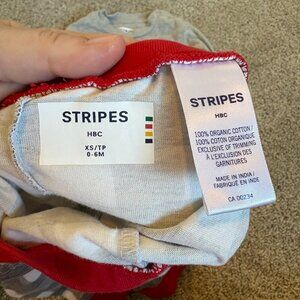 STRIPES
HBC
XS/TP
0-6M
STRIPES
HBC
100% ORGANIC COTTON/
100% COTON ORGANIQUE
EXCLUSIVE OF TRIMMING
À L'EXCLUSION DES
GARNITURES
MADE IN INDIA/
FABRIQUÉ EN INDE
CA 00234